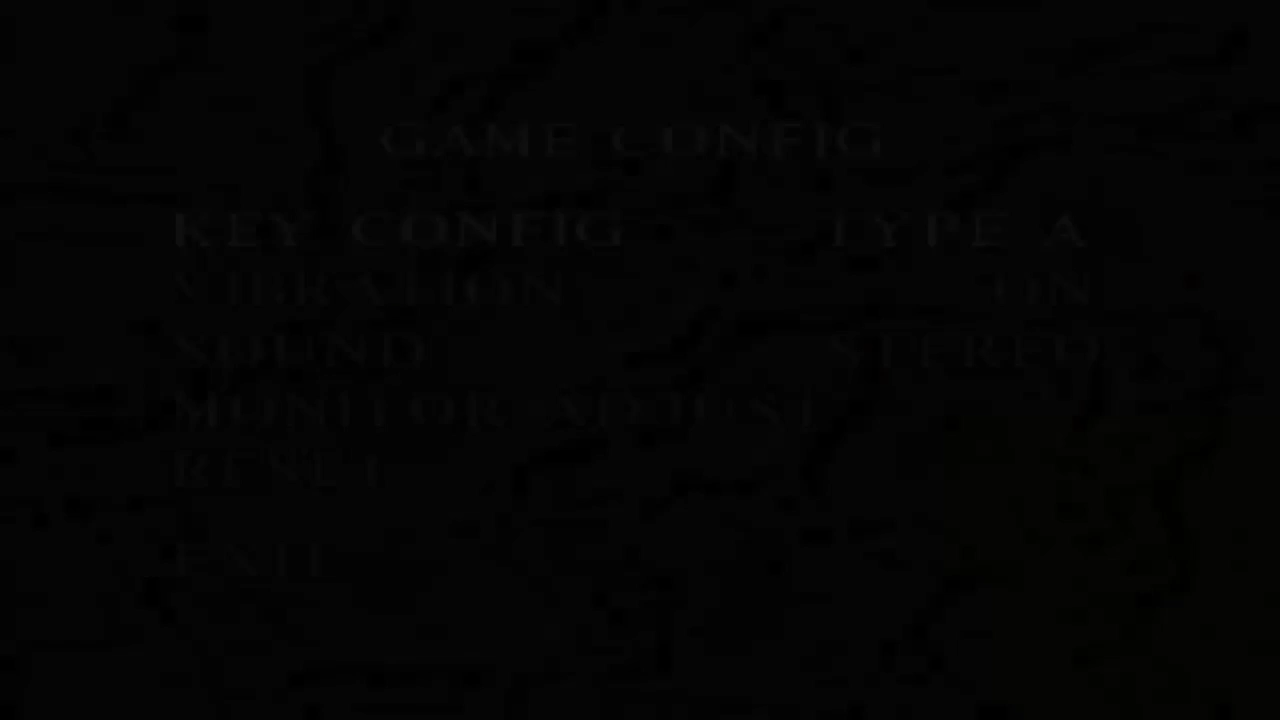 GAME CONFIG
KEY CONFIG TYPE A
VIBRATION ON
SOUND STEREO
MONITOR ADJUST
RESET
EXIT